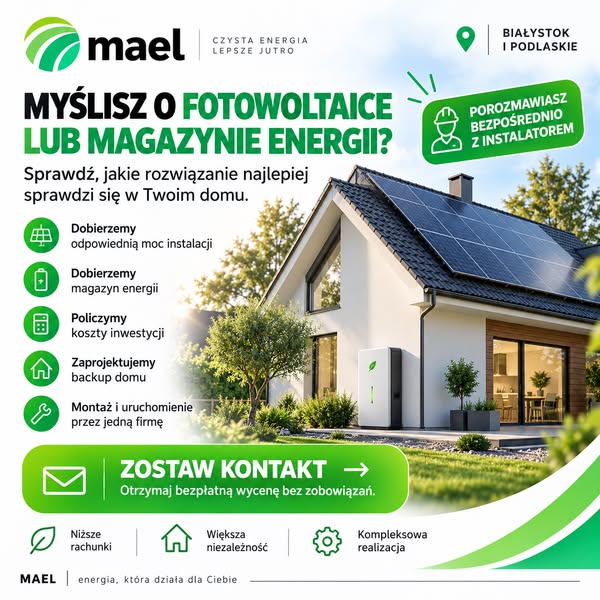 mael
CZYSTA ENERGIA
LEPSZE JUTRO
BIAŁYSTOK
I PODLASKIE
MYŚLISZ O FOTOWOLTAICE
LUB MAGAZYNIE ENERGII?
POROZMAWIASZ
BEZPOŚREDNIO
Z INSTALATOREM
Sprawdź, jakie rozwiązanie najlepiej
sprawdzi się w Twoim domu.
Dobierzemy
odpowiednią moc instalacji
Dobierzemy
magazyn energii
Policzymy
koszty inwestycji
Zaprojektujemy
backup domu
Montaż i uruchomienie
przez jedną firmę
ZOSTAW KONTAKT →
Otrzymaj bezpłatną wycenę bez zobowiązań.
Niższe
rachunki
Większa
niezależność
Kompleksowa
realizacja
MAEL | energia, która działa dla Ciebie